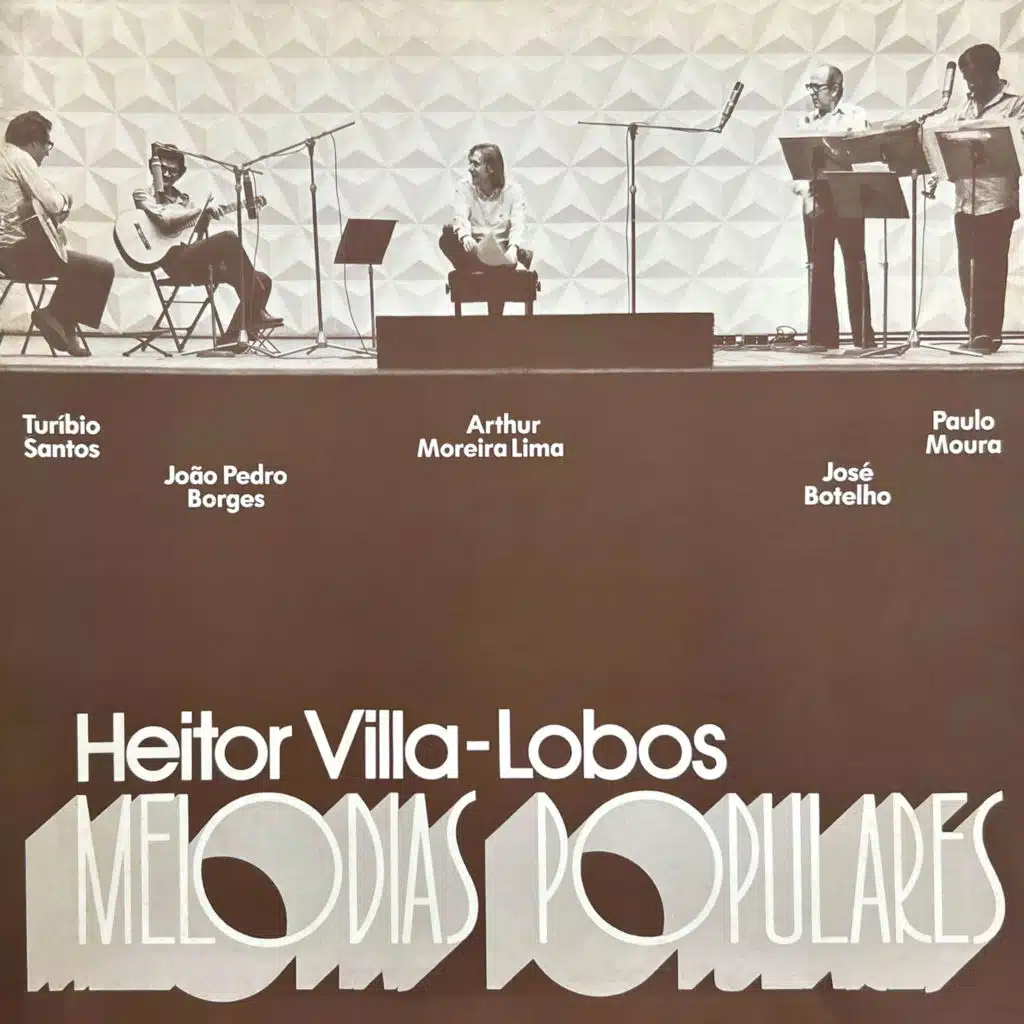 Turíbio
Santos
João Pedro
Borges
Arthur
Moreira Lima
José
Botelho
Paulo
Moura
Heitor Villa-Lobos
MELODIAS POPULARES